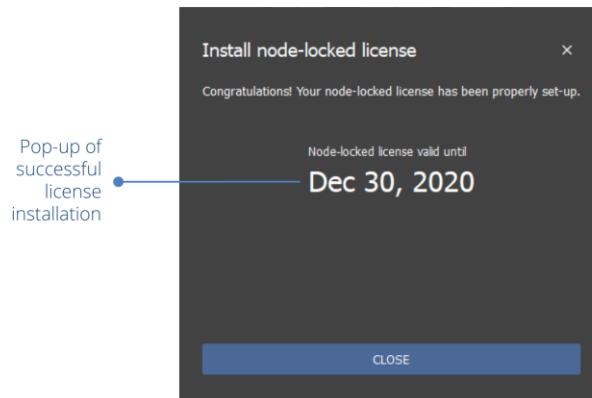 Install node-locked license ×
Congratulations! Your node-locked license has been properly set-up.
Pop-up of
successful
license
installation
Node-locked license valid until
Dec 30, 2020
CLOSE